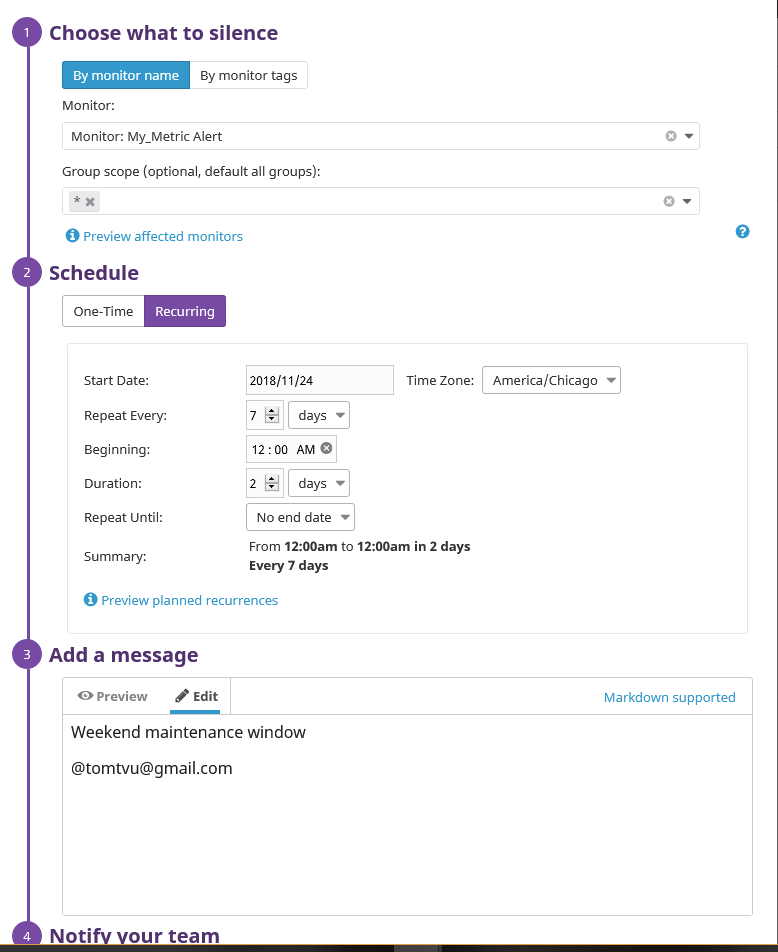 1 Choose what to silence
By monitor name By monitor tags
Monitor:
Monitor: My_Metric Alert
Group scope (optional, default all groups):
*
Preview affected monitors ?
2 Schedule
One-Time Recurring
Start Date: 2018/11/24 Time Zone: America/Chicago
Repeat Every: 7 days
Beginning: 12 : 00 AM
Duration: 2 days
Repeat Until: No end date
Summary: From 12:00am to 12:00am in 2 days
Every 7 days
Preview planned recurrences
3 Add a message
Preview Edit Markdown supported
Weekend maintenance window
@tomtvu@gmail.com
4 Notify your team